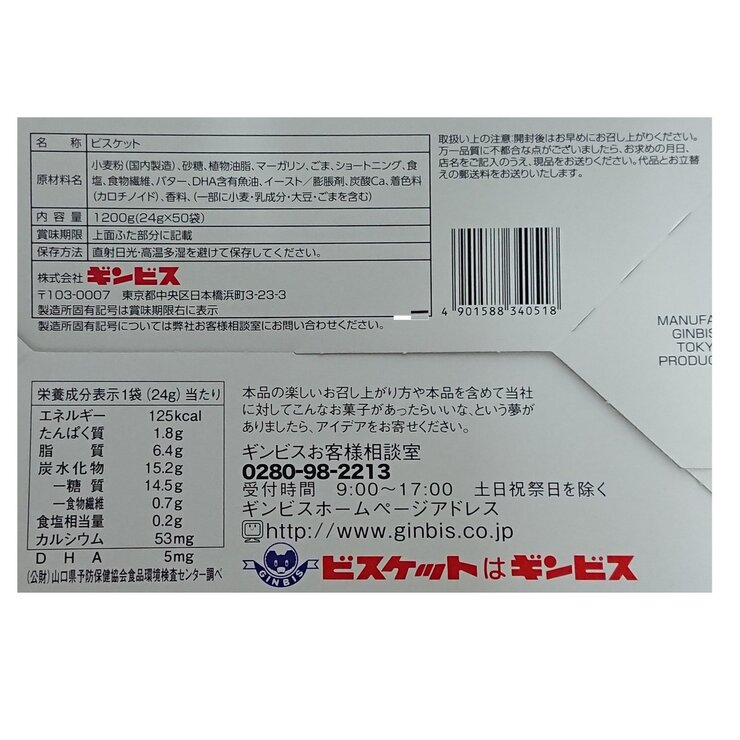 名 称 ビスケット
原材料名 小麦粉(国内製造)、砂糖、植物油脂、マーガリン、ごま、ショートニング、食
塩、食物繊維、バター、DHA含有魚油、イースト/膨脹剤、炭酸Ca、着色料
(カロチノイド)、香料、(一部に小麦・乳成分・大豆・ごまを含む)
内 容 量 1200g(24g×50袋)
賞味期限 上面ふた部分に記載
保存方法 直射日光・高温多湿を避けて保存してください。
株式会社 ギンビス
〒103-0007 東京都中央区日本橋浜町3-23-3
製造所固有記号は賞味期限右に表示
製造所固有記号については弊社お客様相談室にお問い合わせください。
取扱い上の注意:開封後はお早めにお召し上がりください。
万一品質に不都合な点がございましたら、お求めの月日、
店名をご記入のうえ、現品をお送りください。代品とお立替
えの郵送料をお送りいたします。
4 901588 340518
MANUFA
GINBIS
TOKY
PRODUC
栄養成分表示1袋(24g)当たり
エネルギー 125kcal
たんぱく質 1.8g
脂 質 6.4g
炭水化物 15.2g
―糖質 14.5g
―食物繊維 0.7g
食塩相当量 0.2g
カルシウム 53mg
DHA 5mg
(公財)山口県予防保健協会食品環境検査センター調べ
本品の楽しいお召し上がり方や本品を含めて当社
に対してこんなお菓子があったらいいな、という夢が
ありましたら、アイデアをお寄せください。
ギンビスお客様相談室
0280-98-2213
受付時間 9:00～17:00 土日祝祭日を除く
ギンビスホームページアドレス
http://www.ginbis.co.jp
GINBIS
ビスケットはギンビス